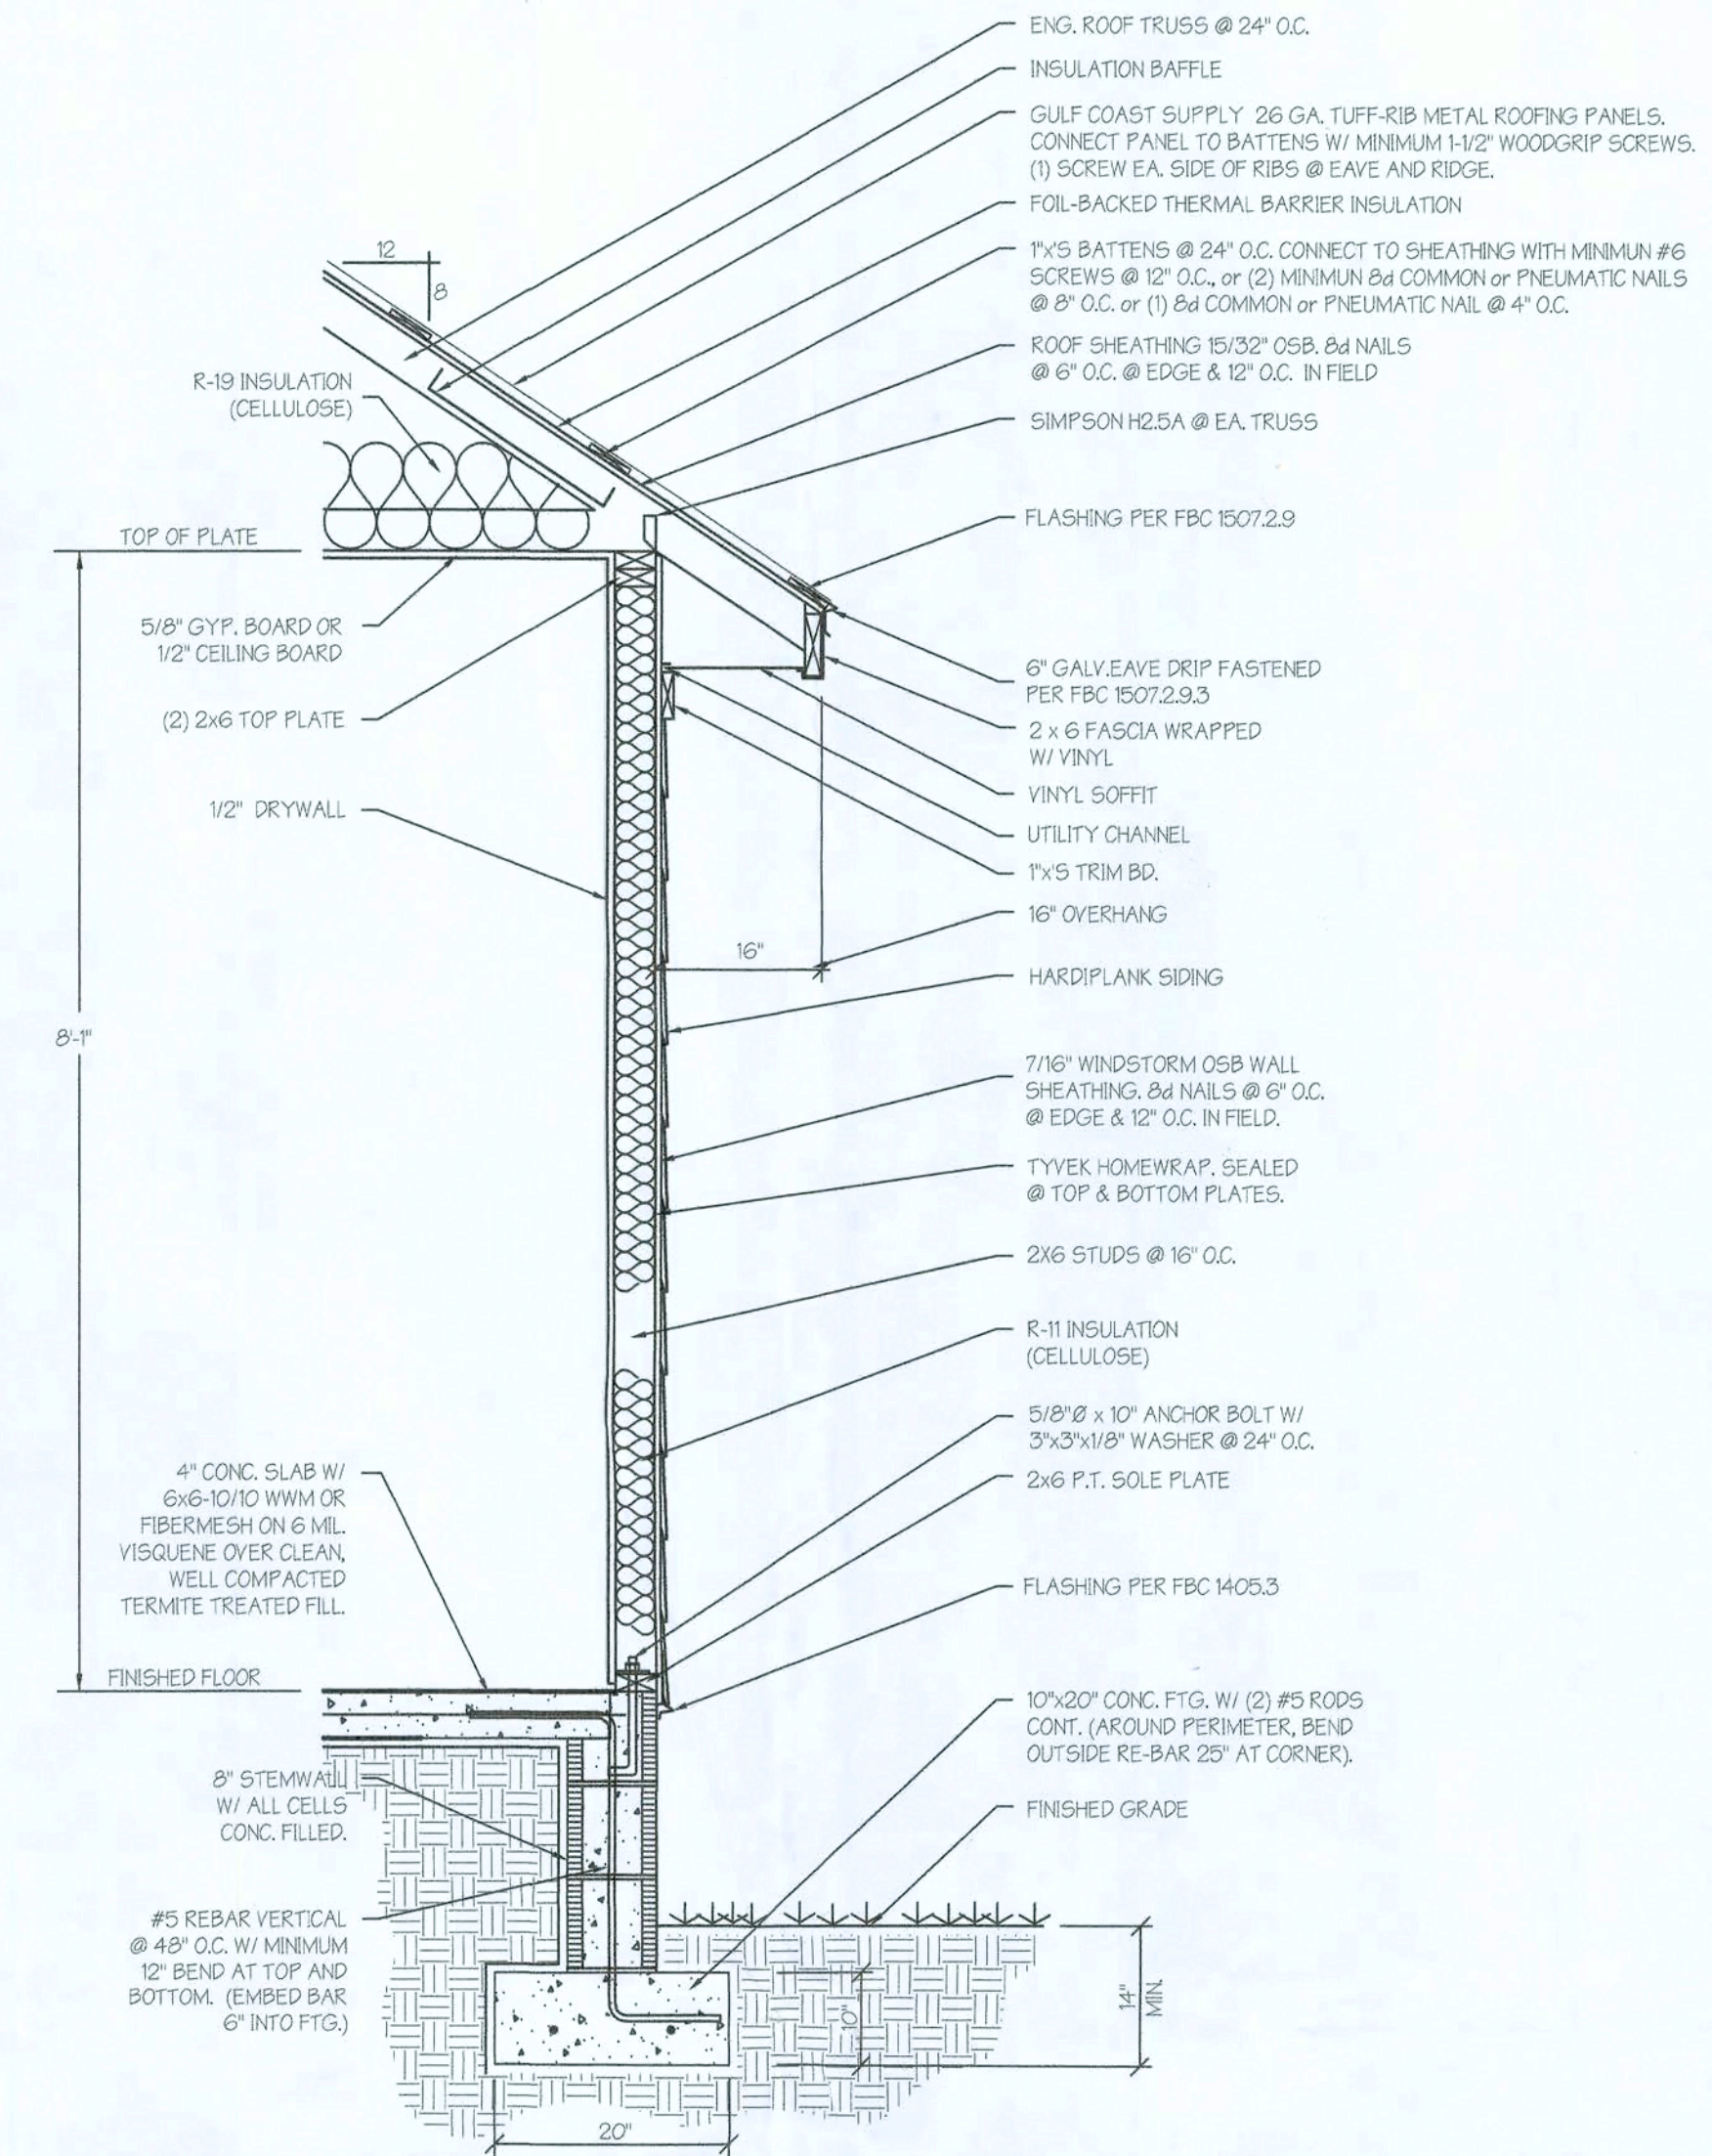 ENG. ROOF TRUSS @ 24" O.C.
INSULATION BAFFLE
GULF COAST SUPPLY 26 GA. TUFF-RIB METAL ROOFING PANELS.
CONNECT PANEL TO BATTENS W/ MINIMUM 1-1/2" WOODGRIP SCREWS.
(1) SCREW EA. SIDE OF RIBS @ EAVE AND RIDGE.
FOIL-BACKED THERMAL BARRIER INSULATION
1"x'S BATTENS @ 24" O.C. CONNECT TO SHEATHING WITH MINIMUN #6
SCREWS @ 12" O.C., or (2) MINIMUN 8d COMMON or PNEUMATIC NAILS
@ 8" O.C. or (1) 8d COMMON or PNEUMATIC NAIL @ 4" O.C.
ROOF SHEATHING 15/32" OSB. 8d NAILS
@ 6" O.C. @ EDGE & 12" O.C. IN FIELD
SIMPSON H2.5A @ EA. TRUSS
FLASHING PER FBC 1507.2.9
6" GALV.EAVE DRIP FASTENED
PER FBC 1507.2.9.3
2 x 6 FASCIA WRAPPED
W/ VINYL
VINYL SOFFIT
UTILITY CHANNEL
1"x'S TRIM BD.
16" OVERHANG
HARDIPLANK SIDING
7/16" WINDSTORM OSB WALL
SHEATHING. 8d NAILS @ 6" O.C.
@ EDGE & 12" O.C. IN FIELD.
TYVEK HOMEWRAP. SEALED
@ TOP & BOTTOM PLATES.
2X6 STUDS @ 16" O.C.
R-11 INSULATION
(CELLULOSE)
5/8"Ø x 10" ANCHOR BOLT W/
3"x3"x1/8" WASHER @ 24" O.C.
2x6 P.T. SOLE PLATE
FLASHING PER FBC 1405.3
10"x20" CONC. FTG. W/ (2) #5 RODS
CONT. (AROUND PERIMETER, BEND
OUTSIDE RE-BAR 25" AT CORNER).
FINISHED GRADE
12
8
R-19 INSULATION
(CELLULOSE)
TOP OF PLATE
5/8" GYP. BOARD OR
1/2" CEILING BOARD
(2) 2x6 TOP PLATE
1/2" DRYWALL
16"
8'-1"
4" CONC. SLAB W/
6x6-10/10 WWM OR
FIBERMESH ON 6 MIL.
VISQUENE OVER CLEAN,
WELL COMPACTED
TERMITE TREATED FILL.
FINISHED FLOOR
8" STEMWALL
W/ ALL CELLS
CONC. FILLED.
#5 REBAR VERTICAL
@ 48" O.C. W/ MINIMUM
12" BEND AT TOP AND
BOTTOM. (EMBED BAR
6" INTO FTG.)
10"
14"
MIN.
20"